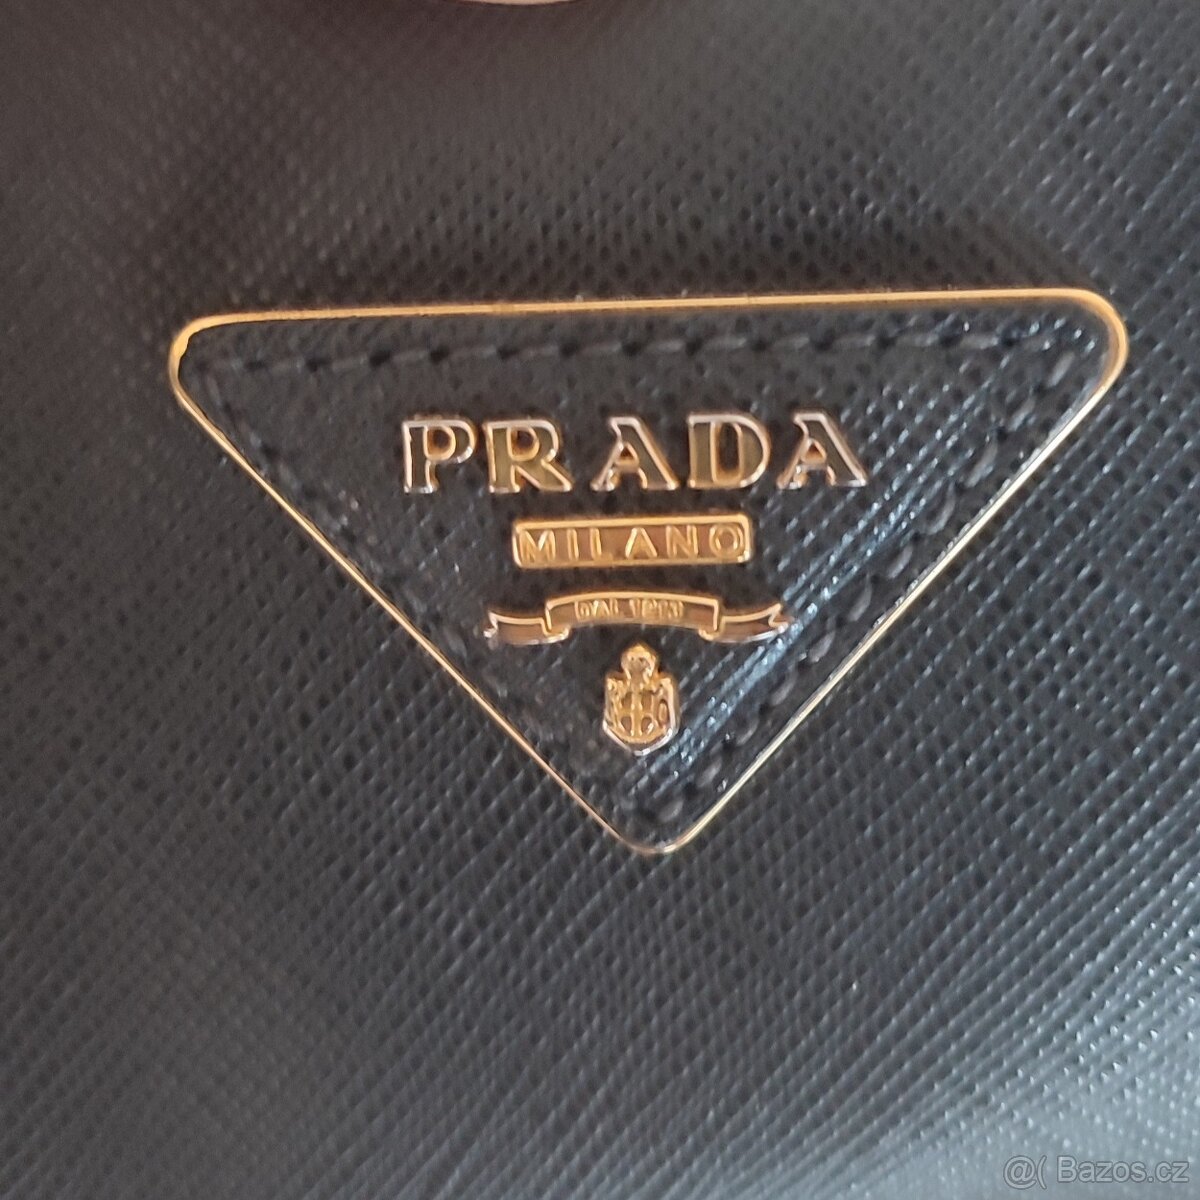 PRADA
MILANO
DAL 1913
@( Bazos.cz